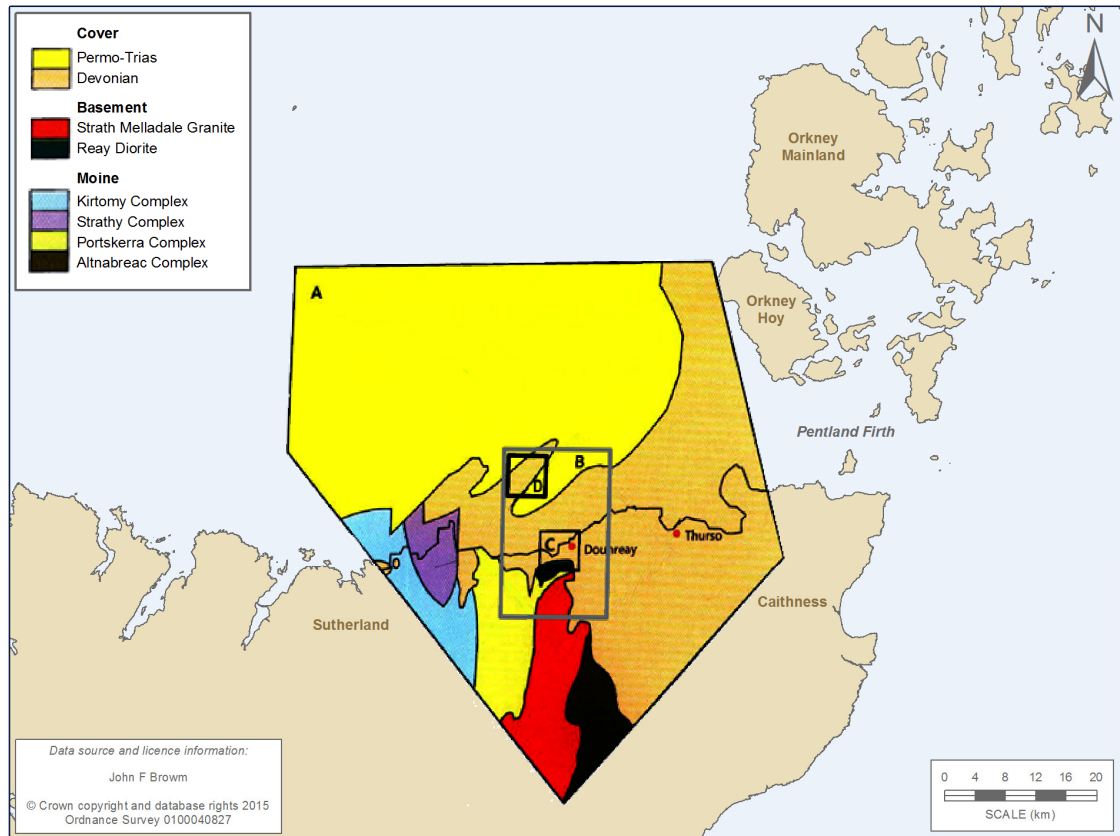 Cover
Permo-Trias
Devonian
Basement
Strath Melladale Granite
Reay Diorite
Moine
Kirtomy Complex
Strathy Complex
Portskerra Complex
Altnabreac Complex
N
Orkney
Mainland
A
Orkney
Hoy
Pentland Firth
B
D
C
Dounreay
Thurso
Caithness
Sutherland
Data source and licence information:
John F Browm
© Crown copyright and database rights 2015
Ordnance Survey 0100040827
0 4 8 12 16 20
SCALE (km)